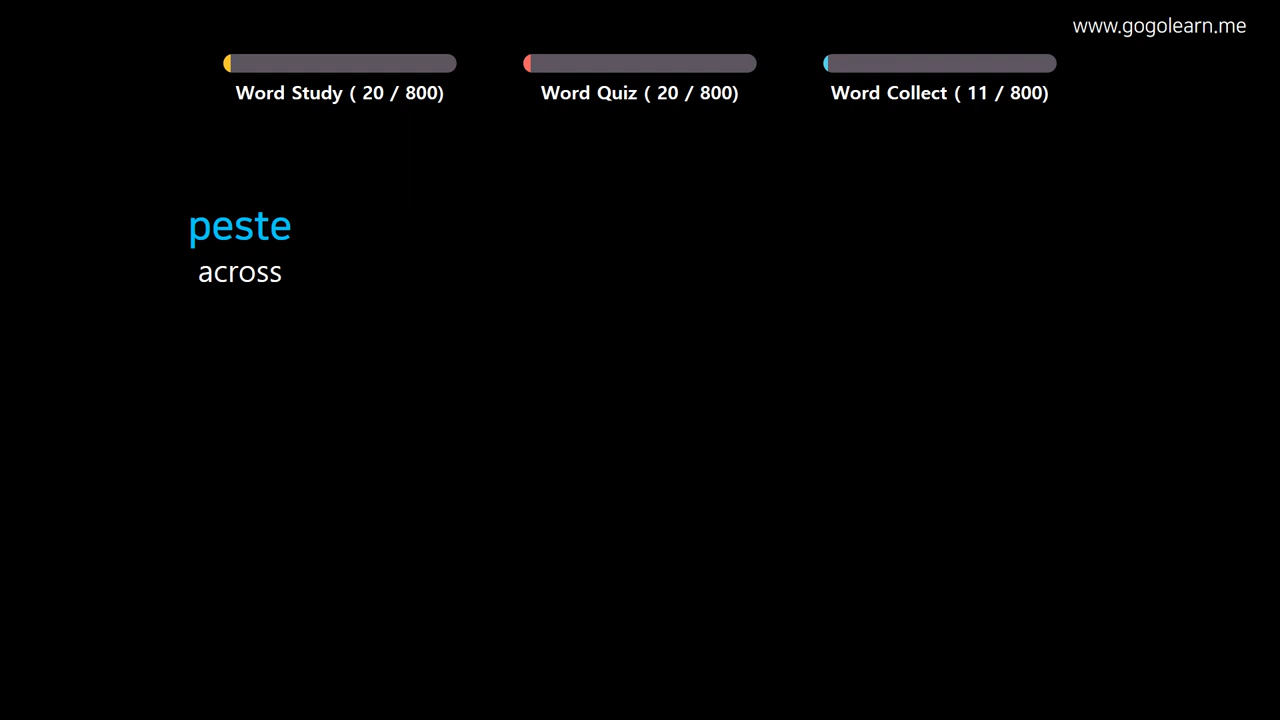 www.gogolearn.me
Word Study ( 20 / 800)
Word Quiz ( 20 / 800)
Word Collect ( 11 / 800)
peste
across